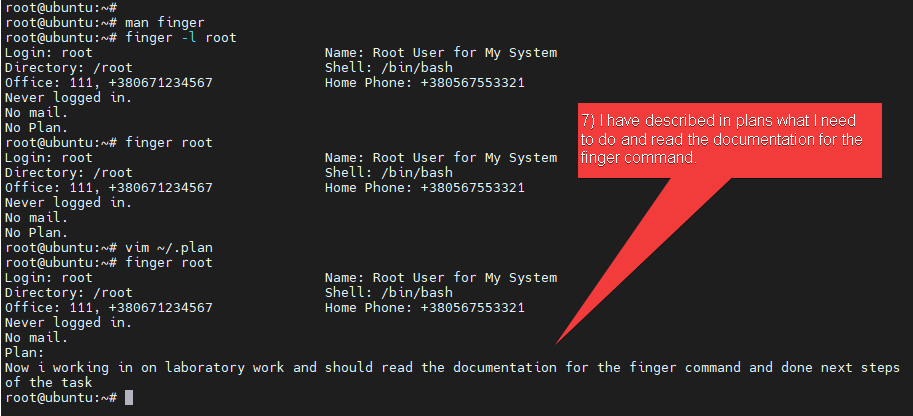 root@ubuntu:~#
root@ubuntu:~# man finger
root@ubuntu:~# finger -l root
Login: root Name: Root User for My System
Directory: /root Shell: /bin/bash
Office: 111, +380671234567 Home Phone: +380567553321
Never logged in.
No mail.
No Plan.
root@ubuntu:~# finger root
Login: root Name: Root User for My System
Directory: /root Shell: /bin/bash
Office: 111, +380671234567 Home Phone: +380567553321
Never logged in.
No mail.
No Plan.
root@ubuntu:~# vim ~/.plan
root@ubuntu:~# finger root
Login: root Name: Root User for My System
Directory: /root Shell: /bin/bash
Office: 111, +380671234567 Home Phone: +380567553321
Never logged in.
No mail.
Plan:
Now i working in on laboratory work and should read the documentation for the finger command and done next steps
of the task
root@ubuntu:~#
7) I have described in plans what I need
to do and read the documentation for the
finger command.